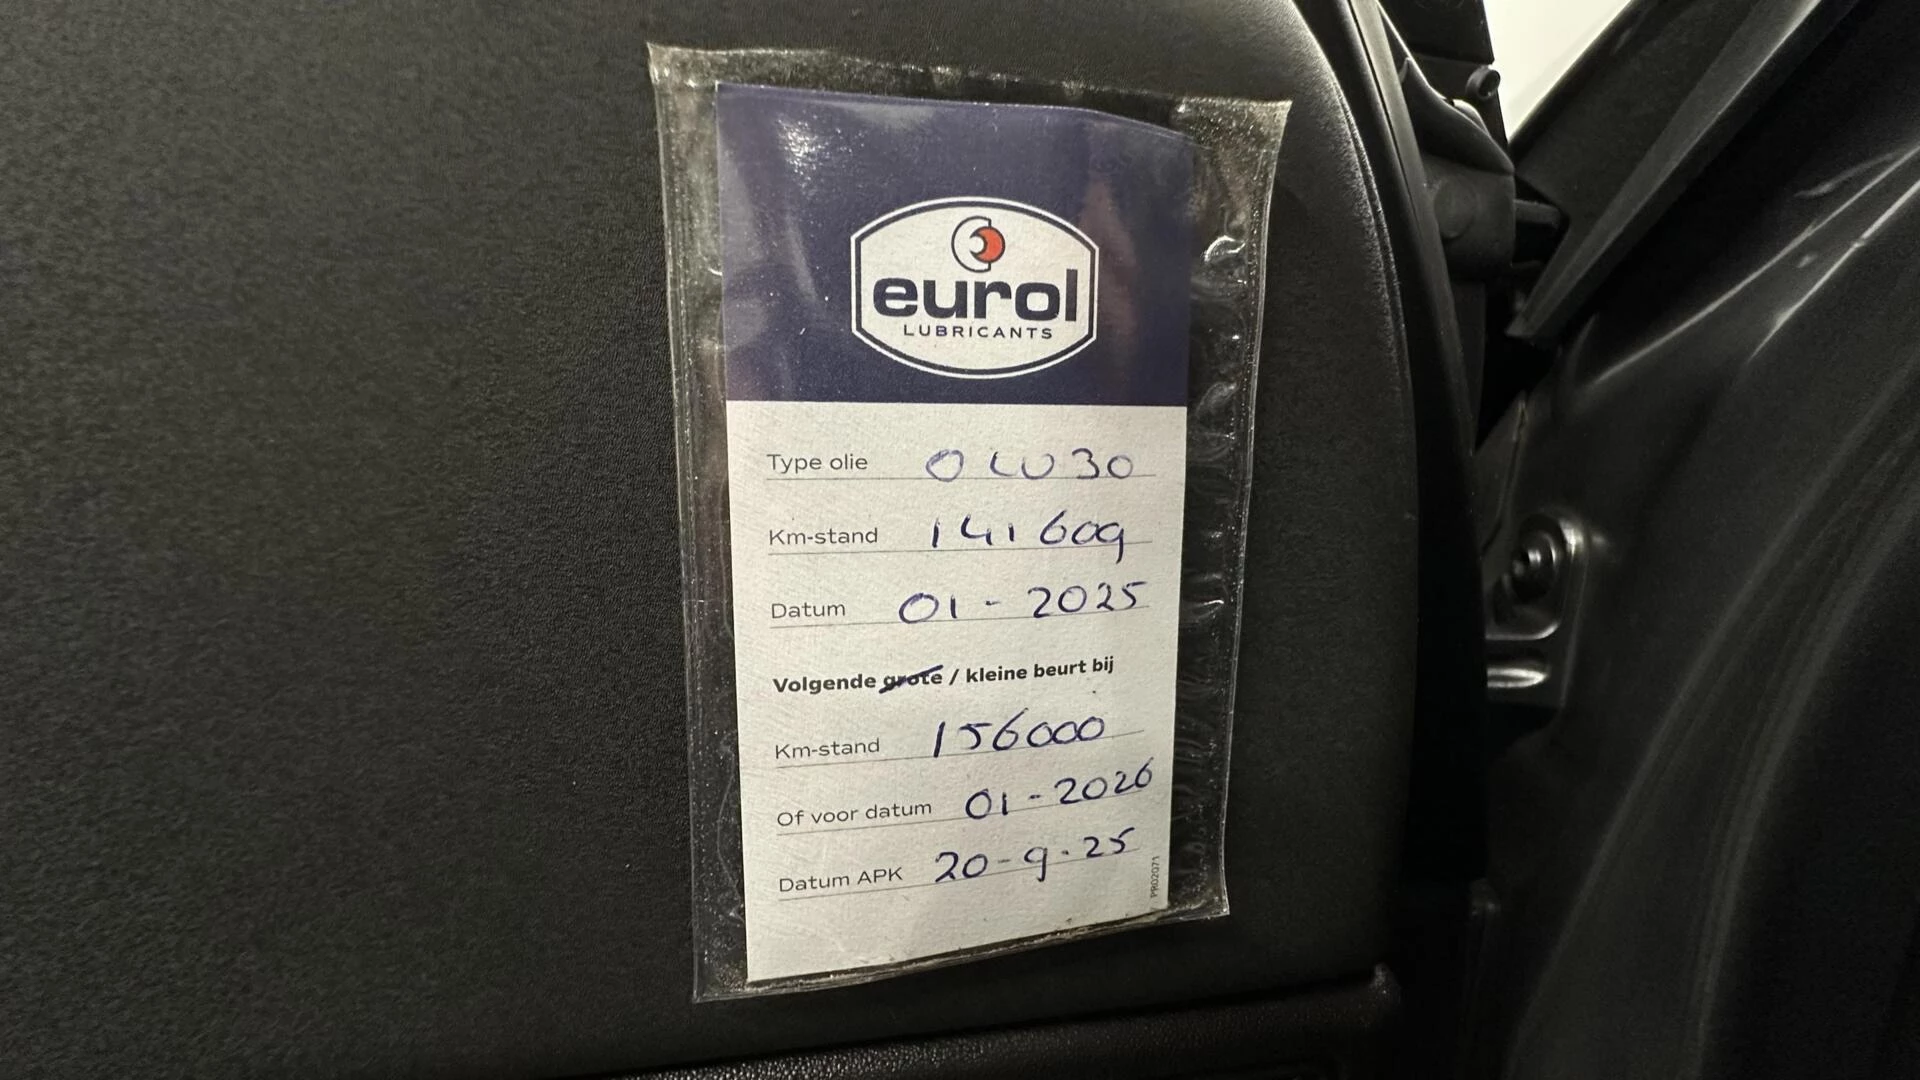 eurol
LUBRICANTS
Type olie 0W30
Km-stand 141609
Datum 01-2025
Volgende grote / kleine beurt bij
Km-stand 156000
Of voor datum 01-2026
Datum APK 20-9-25
PR02071